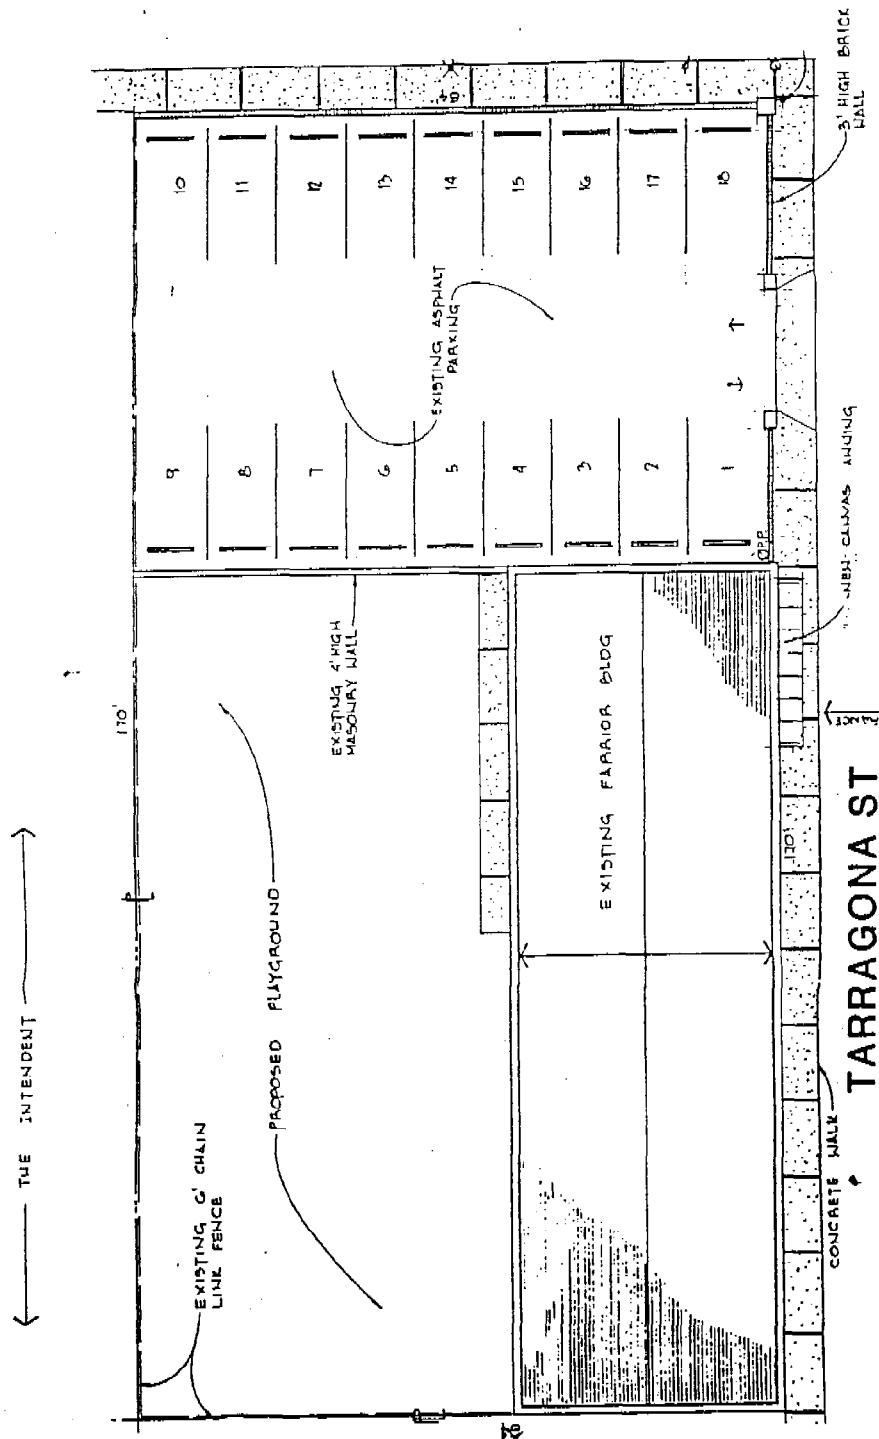 THE INTENDENT
170'
EXISTING 6' CHAIN
LINK FENCE
PROPOSED PLAYGROUND
EXISTING 4' HIGH
MASONRY WALL
EXISTING ASPHALT
PARKING
9
8
7
6
5
4
3
2
1
10
11
12
13
14
15
16
17
18
3' HIGH BRICK
WALL
EXISTING FARRIOR BLDG
NEW CANVAS AWNING
170'
CONCRETE WALK
TARRAGONA ST